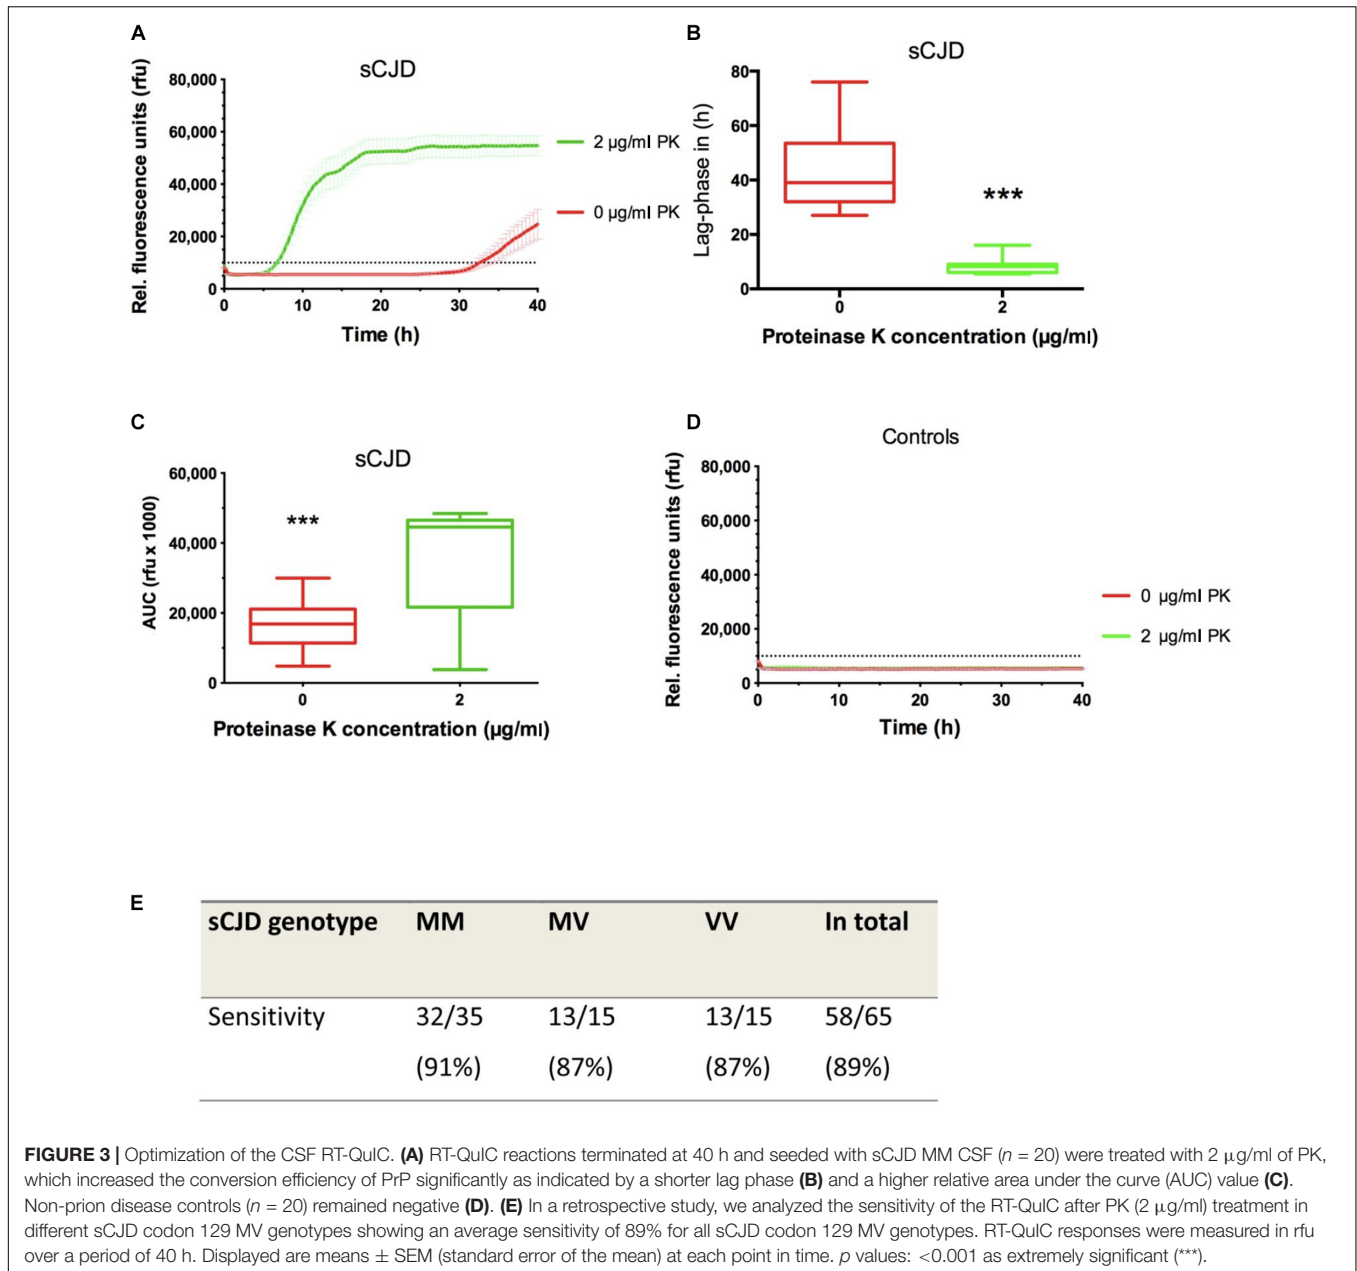 A
sCJD
Rel. fluorescence units (rfu)
80,000
60,000
40,000
20,000
0
0 10 20 30 40
Time (h)
2 µg/ml PK
0 µg/ml PK
B
sCJD
Lag-phase in (h)
80
60
40
20
0
***
0 2
Proteinase K concentration (µg/ml)
C
sCJD
AUC (rfu x 1000)
60,000
40,000
20,000
0
***
0 2
Proteinase K concentration (µg/ml)
D
Controls
Rel. fluorescence units (rfu)
80,000
60,000
40,000
20,000
0
0 10 20 30 40
Time (h)
0 µg/ml PK
2 µg/ml PK
E
sCJD genotype MM MV VV In total
Sensitivity 32/35 13/15 13/15 58/65
(91%) (87%) (87%) (89%)
FIGURE 3 | Optimization of the CSF RT-QuIC. (A) RT-QuIC reactions terminated at 40 h and seeded with sCJD MM CSF (n = 20) were treated with 2 µg/ml of PK,
which increased the conversion efficiency of PrP significantly as indicated by a shorter lag phase (B) and a higher relative area under the curve (AUC) value (C).
Non-prion disease controls (n = 20) remained negative (D). (E) In a retrospective study, we analyzed the sensitivity of the RT-QuIC after PK (2 µg/ml) treatment in
different sCJD codon 129 MV genotypes showing an average sensitivity of 89% for all sCJD codon 129 MV genotypes. RT-QuIC responses were measured in rfu
over a period of 40 h. Displayed are means ± SEM (standard error of the mean) at each point in time. p values: <0.001 as extremely significant (***).